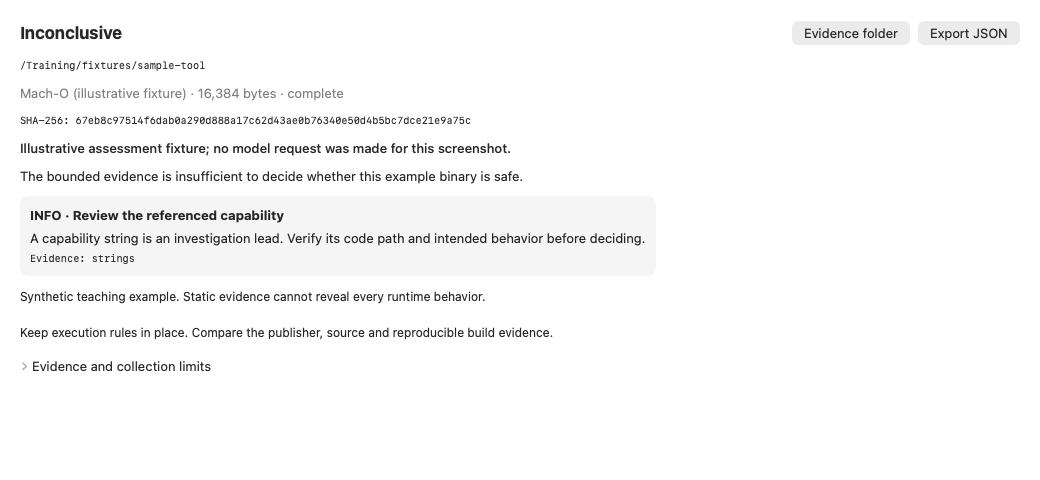 Inconclusive
Evidence folder
Export JSON
/Training/fixtures/sample-tool
Mach-O (illustrative fixture) · 16,384 bytes · complete
SHA-256: 67eb8c97514f6dab0a290d888a17c62d43ae0b76340e50d4b5bc7dce21e9a75c
Illustrative assessment fixture; no model request was made for this screenshot.
The bounded evidence is insufficient to decide whether this example binary is safe.
INFO · Review the referenced capability
A capability string is an investigation lead. Verify its code path and intended behavior before deciding.
Evidence: strings
Synthetic teaching example. Static evidence cannot reveal every runtime behavior.
Keep execution rules in place. Compare the publisher, source and reproducible build evidence.
Evidence and collection limits